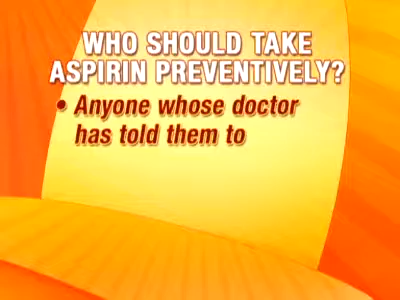 WHO SHOULD TAKE
ASPIRIN PREVENTIVELY?
• Anyone whose doctor
has told them to